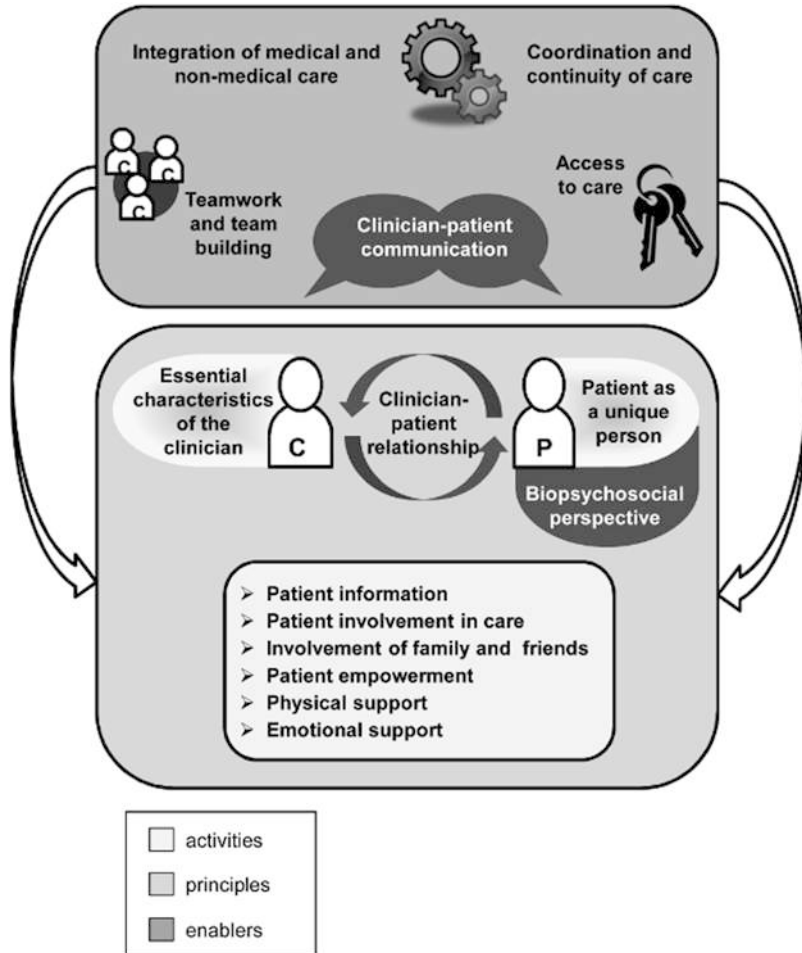 Integration of medical and
non-medical care
Coordination and
continuity of care
C
C
C
Teamwork
and team
building
Clinician-patient
communication
Access
to care
Essential
characteristics
of the
clinician
C
Clinician-
patient
relationship
P
Patient as
a unique
person
Biopsychosocial
perspective
➢ Patient information
➢ Patient involvement in care
➢ Involvement of family and friends
➢ Patient empowerment
➢ Physical support
➢ Emotional support
activities
principles
enablers